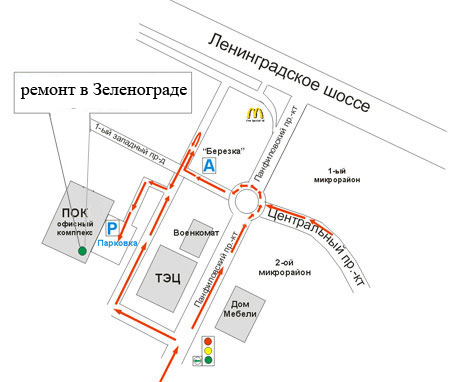 Ленинградское шоссе
ремонт в Зеленограде
1-ый западный пр-д
"Березка"
А
Панфиловский пр-кт
1-ый
микрорайон
ПОК
офисный
комплекс
Р
Парковка
Военкомат
Центральный пр.-кт
ТЭЦ
Панфиловский пр-кт
2-ой
микрорайон
Дом
Мебели